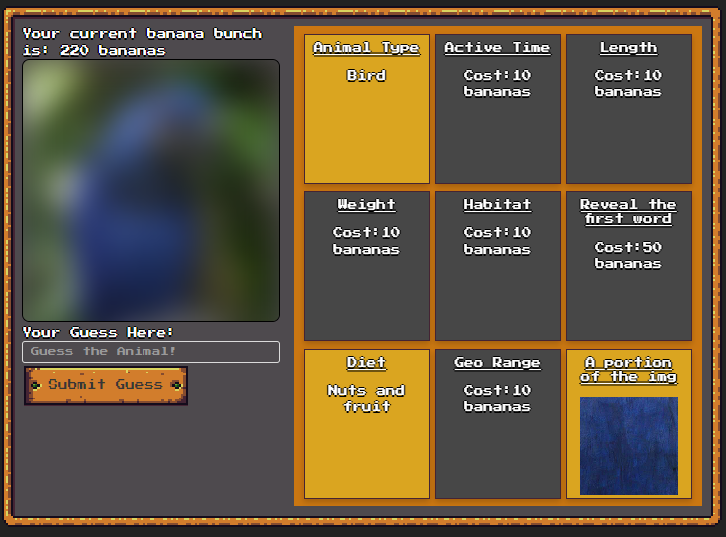 Your current banana bunch
is: 220 bananas
Your Guess Here:
Guess the Animal!
Submit Guess
Animal Type
Bird
Active Time
Cost:10
bananas
Length
Cost:10
bananas
Weight
Cost:10
bananas
Habitat
Cost:10
bananas
Reveal the
first word
Cost:50
bananas
Diet
Nuts and
fruit
Geo Range
Cost:10
bananas
A portion
of the img